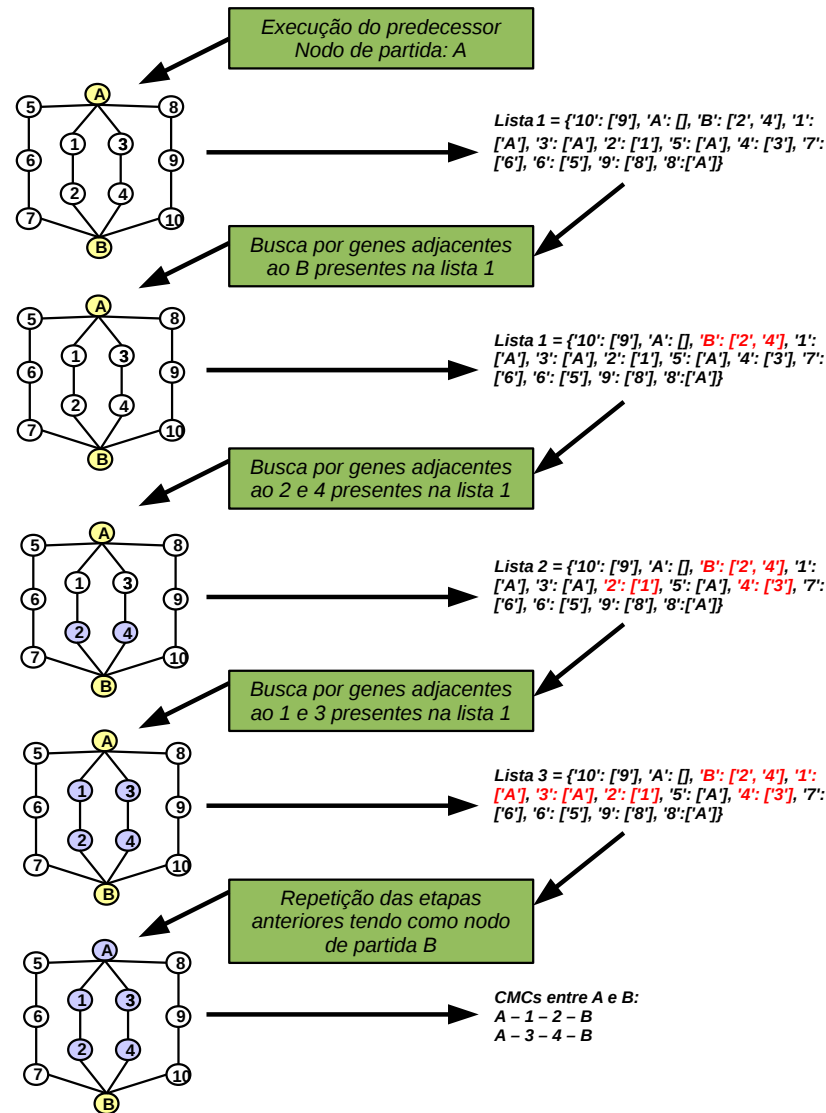 Execução do predecessor
Nodo de partida: A
A
5
8
1
3
6
9
2
4
7
10
B
Lista 1 = {'10': ['9'], 'A': [], 'B': ['2', '4'], '1':
['A'], '3': ['A'], '2': ['1'], '5': ['A'], '4': ['3'], '7':
['6'], '6': ['5'], '9': ['8'], '8':['A']}
Busca por genes adjacentes
ao B presentes na lista 1
A
5
8
1
3
6
9
2
4
7
10
B
Lista 1 = {'10': ['9'], 'A': [], 'B': ['2', '4'], '1':
['A'], '3': ['A'], '2': ['1'], '5': ['A'], '4': ['3'], '7':
['6'], '6': ['5'], '9': ['8'], '8':['A']}
Busca por genes adjacentes
ao 2 e 4 presentes na lista 1
A
5
8
1
3
6
9
2
4
7
10
B
Lista 2 = {'10': ['9'], 'A': [], 'B': ['2', '4'], '1':
['A'], '3': ['A'], '2': ['1'], '5': ['A'], '4': ['3'], '7':
['6'], '6': ['5'], '9': ['8'], '8':['A']}
Busca por genes adjacentes
ao 1 e 3 presentes na lista 1
A
5
8
1
3
6
9
2
4
7
10
B
Lista 3 = {'10': ['9'], 'A': [], 'B': ['2', '4'], '1':
['A'], '3': ['A'], '2': ['1'], '5': ['A'], '4': ['3'], '7':
['6'], '6': ['5'], '9': ['8'], '8':['A']}
Repetição das etapas
anteriores tendo como nodo
de partida B
A
5
8
1
3
6
9
2
4
7
10
B
CMCs entre A e B:
A – 1 – 2 – B
A – 3 – 4 – B